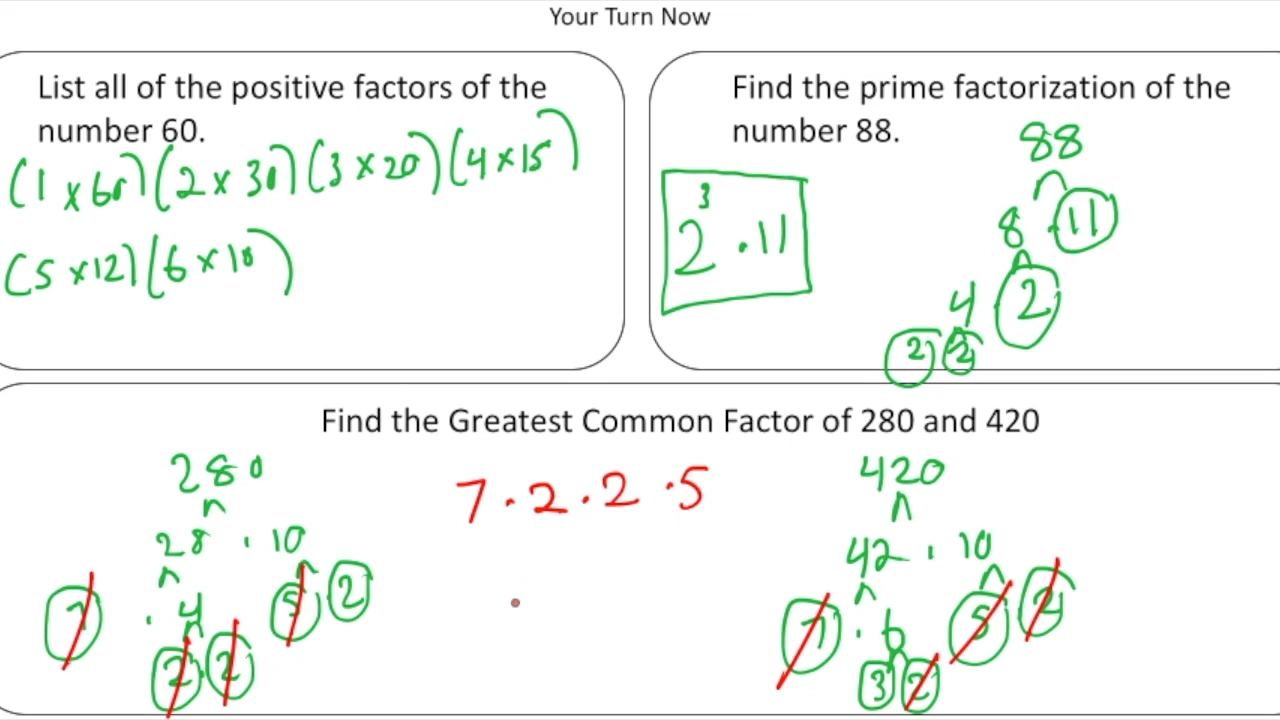 Your Turn Now
List all of the positive factors of the
number 60.
(1 x 60) (2 x 30) (3 x 20) (4 x 15)
(5 x 12) (6 x 10)
Find the prime factorization of the
number 88.
88
8 · 11
4 2
2 2
2³ · 11
Find the Greatest Common Factor of 280 and 420
280
28 · 10
7 · 4 5 2
2 · 2
7 · 2 · 2 · 5
420
42 · 10
7 · 6 5 2
3 2